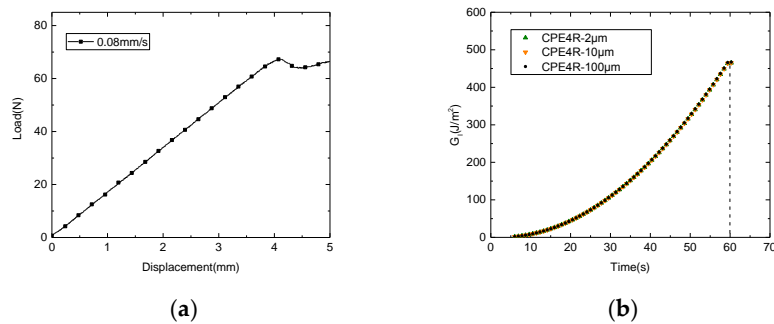 0.08mm/s
80
60
40
20
0
Load(N)
0
1
2
3
4
5
Displacement(mm)
(a)
CPE4R-2μm
CPE4R-10μm
CPE4R-100μm
600
500
400
300
200
100
0
G_I(J/m²)
0
10
20
30
40
50
60
70
Time(s)
(b)